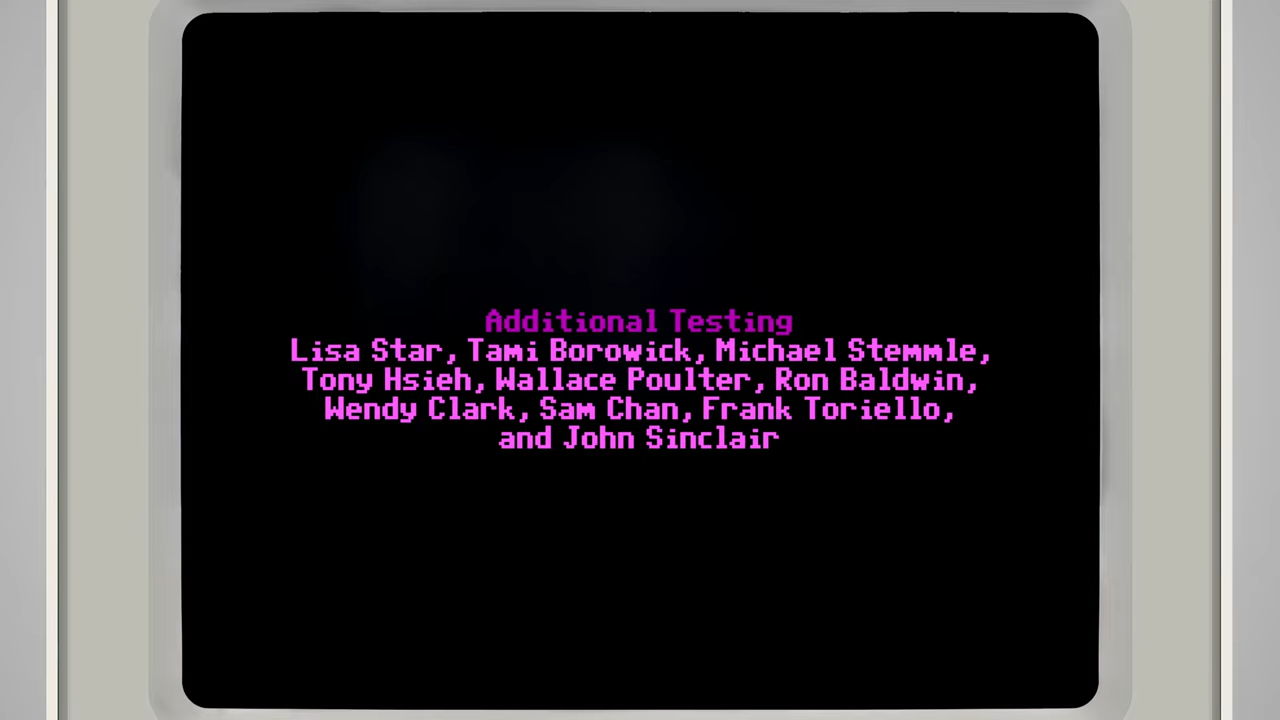 Additional Testing
Lisa Star, Tami Borowick, Michael Stemmle,
Tony Hsieh, Wallace Poulter, Ron Baldwin,
Wendy Clark, Sam Chan, Frank Toriello,
and John Sinclair